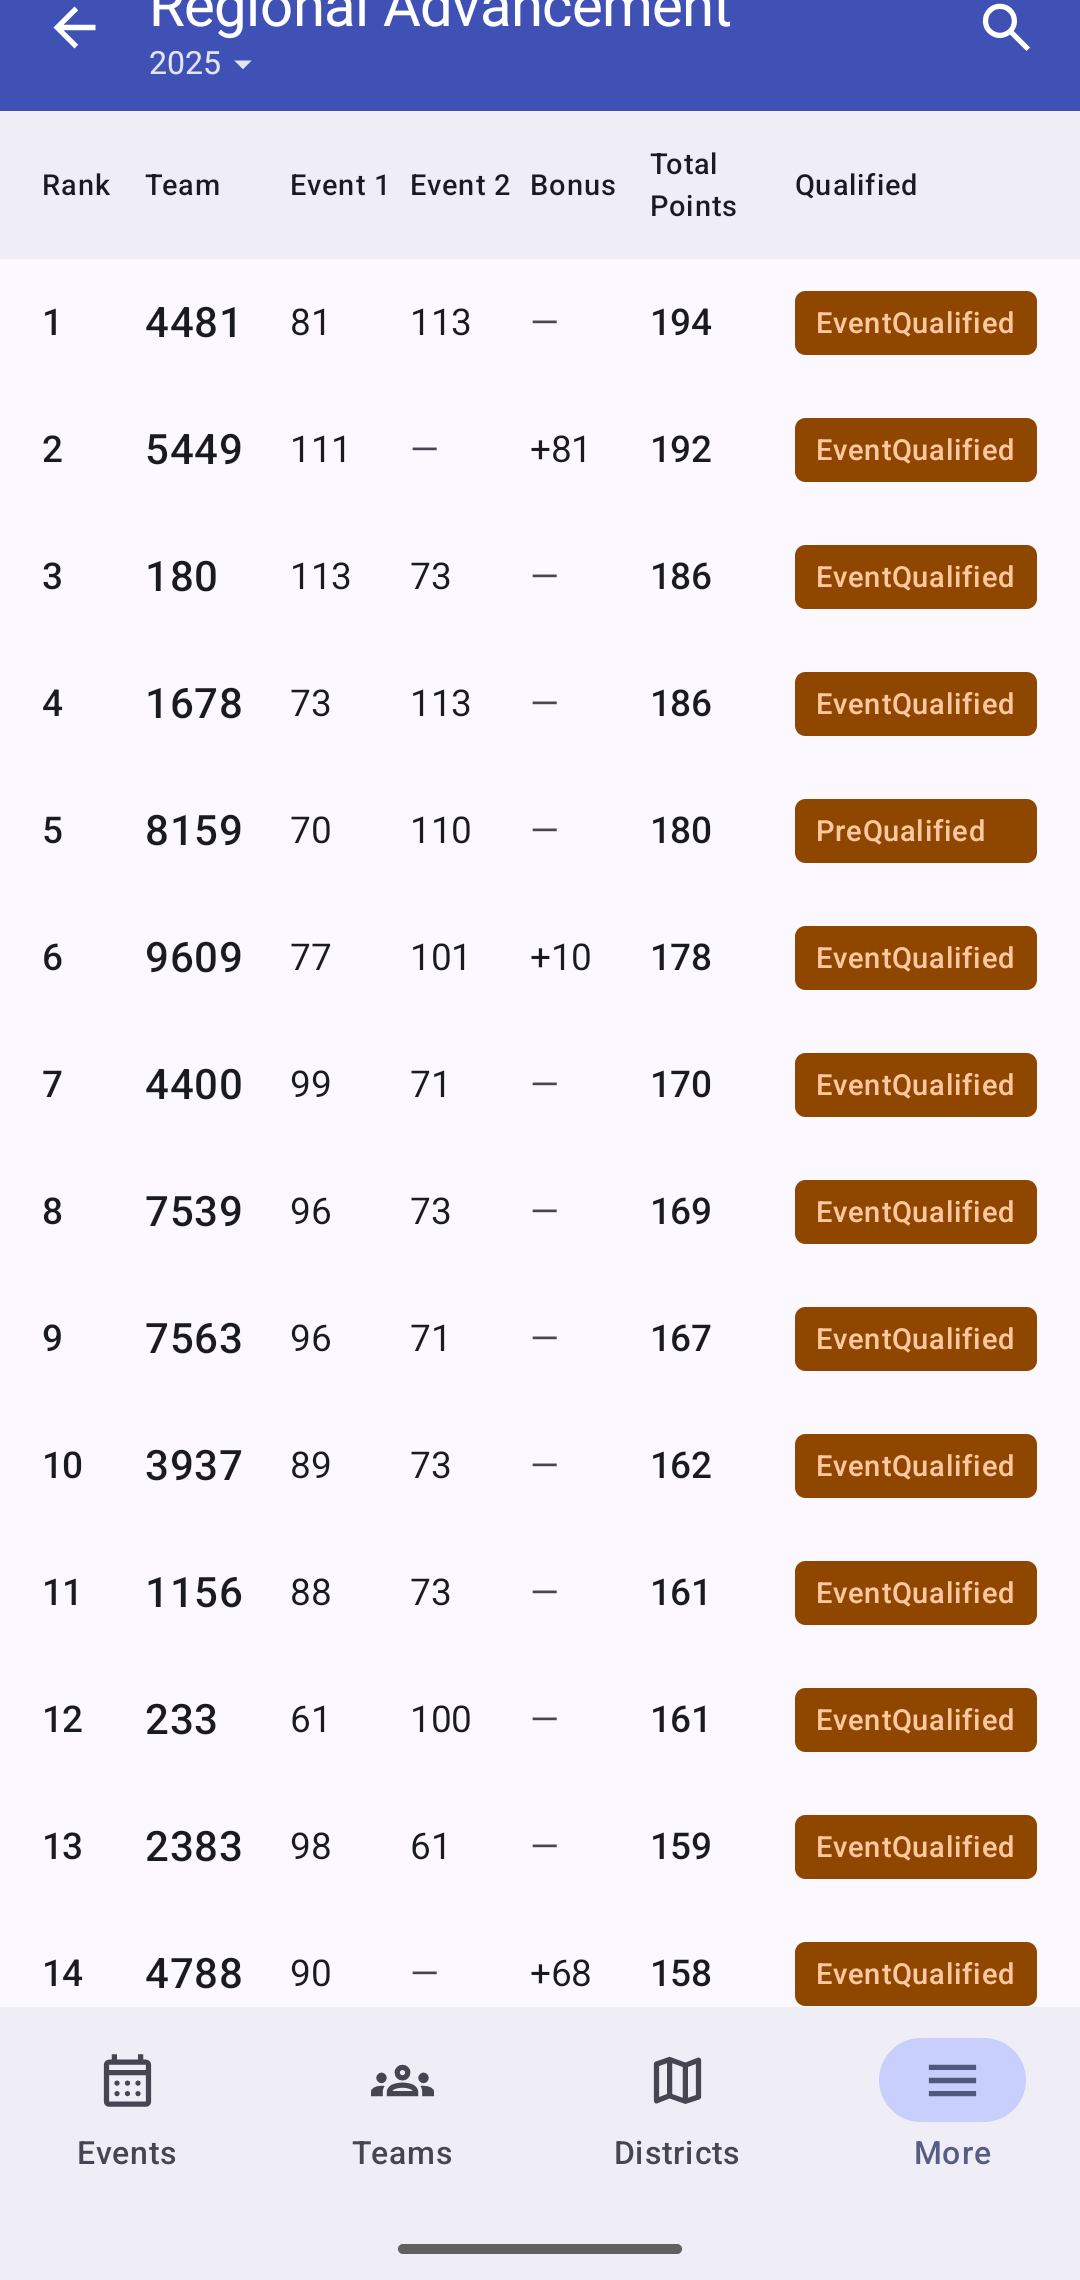 Regional Advancement
2025
Rank Team Event 1 Event 2 Bonus Total Points Qualified
1 4481 81 113 — 194 EventQualified
2 5449 111 — +81 192 EventQualified
3 180 113 73 — 186 EventQualified
4 1678 73 113 — 186 EventQualified
5 8159 70 110 — 180 PreQualified
6 9609 77 101 +10 178 EventQualified
7 4400 99 71 — 170 EventQualified
8 7539 96 73 — 169 EventQualified
9 7563 96 71 — 167 EventQualified
10 3937 89 73 — 162 EventQualified
11 1156 88 73 — 161 EventQualified
12 233 61 100 — 161 EventQualified
13 2383 98 61 — 159 EventQualified
14 4788 90 — +68 158 EventQualified
Events Teams Districts More